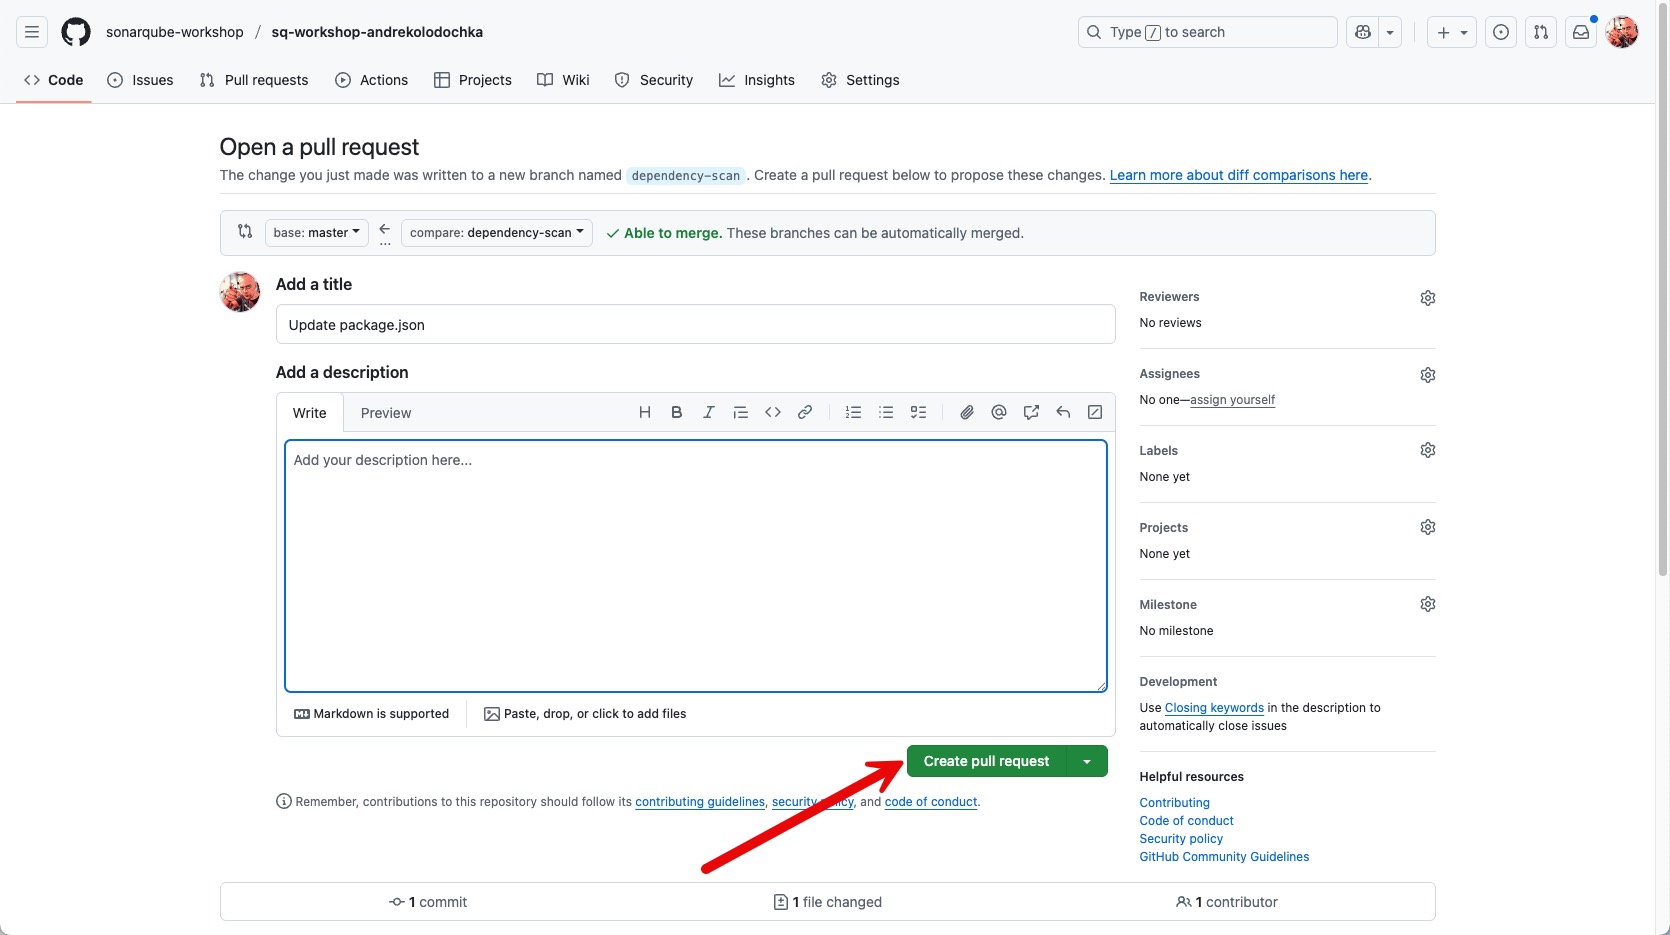 sonarqube-workshop / sq-workshop-andrekolodochka
Type / to search
Code Issues Pull requests Actions Projects Wiki Security Insights Settings
Open a pull request
The change you just made was written to a new branch named dependency-scan. Create a pull request below to propose these changes. Learn more about diff comparisons here.
base: master ← compare: dependency-scan Able to merge. These branches can be automatically merged.
...
Add a title
Update package.json
Add a description
Write Preview
Add your description here...
Markdown is supported Paste, drop, or click to add files
Create pull request
Remember, contributions to this repository should follow its contributing guidelines, security policy, and code of conduct.
Reviewers
No reviews
Assignees
No one—assign yourself
Labels
None yet
Projects
None yet
Milestone
No milestone
Development
Use Closing keywords in the description to
automatically close issues
Helpful resources
Contributing
Code of conduct
Security policy
GitHub Community Guidelines
1 commit 1 file changed 1 contributor